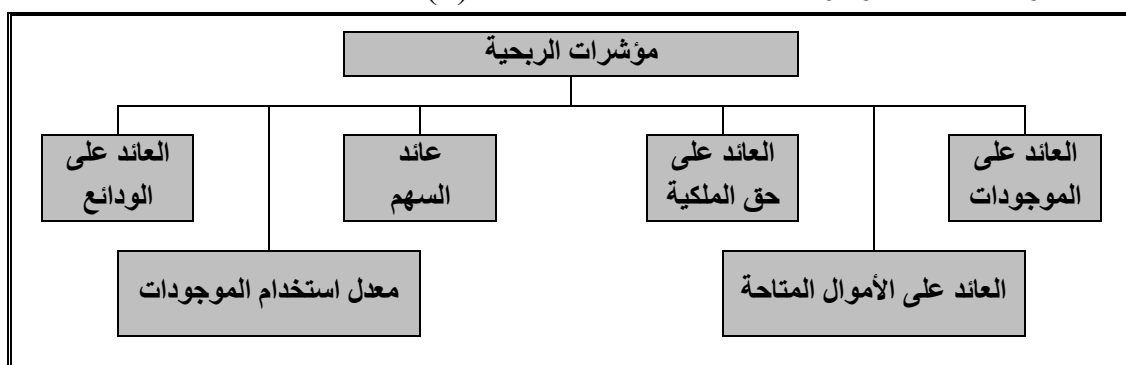 مؤشرات الربحية
العائد على
الموجودات
العائد على
حق الملكية
عائد
السهم
العائد على
الودائع
العائد على الأموال المتاحة
معدل استخدام الموجودات